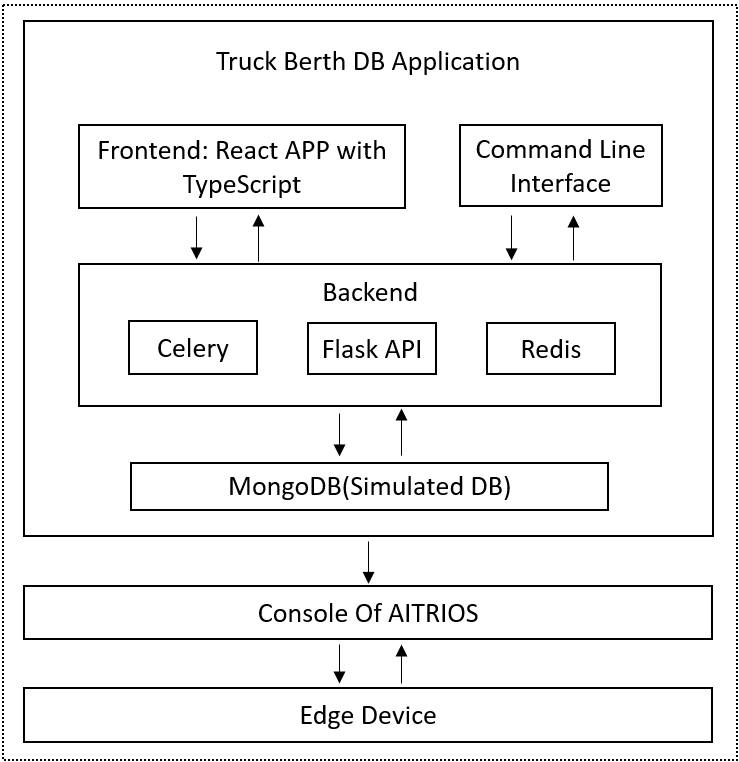 Truck Berth DB Application
Frontend: React APP with
TypeScript
Command Line
Interface
Backend
Celery
Flask API
Redis
MongoDB(Simulated DB)
Console Of AITRIOS
Edge Device